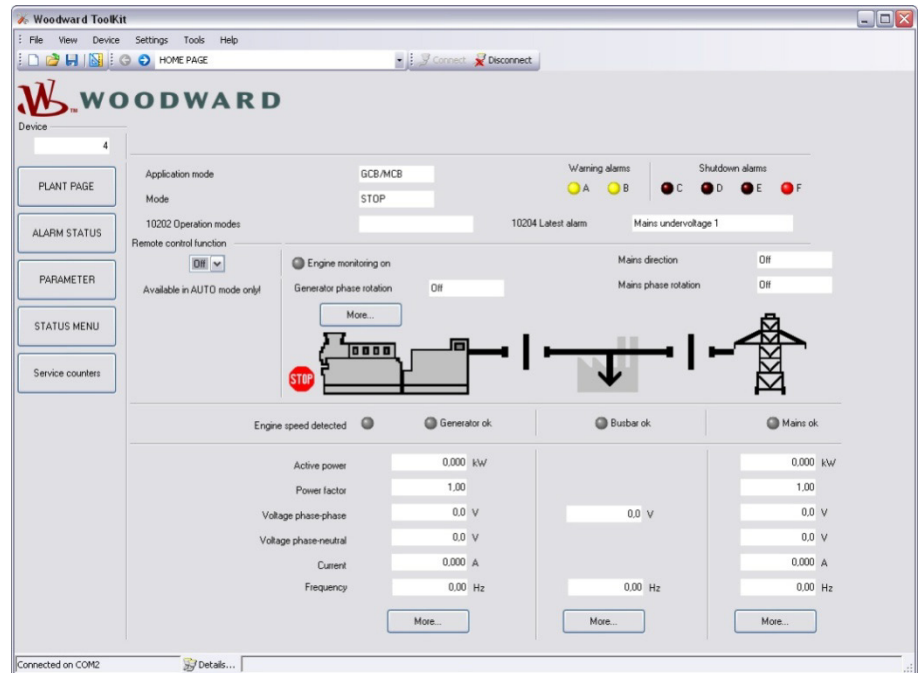 Woodward ToolKit
File View Device Settings Tools Help
HOME PAGE Connect Disconnect
WOODWARD
Device
4
PLANT PAGE
ALARM STATUS
PARAMETER
STATUS MENU
Service counters
Application mode GCB/MCB
Mode STOP
Warning alarms Shutdown alarms
A B C D E F
10202 Operation modes 10204 Latest alarm Mains undervoltage 1
Remote control function
Off
Available in AUTO mode only!
Engine monitoring on
Generator phase rotation Off
More...
Mains direction Off
Mains phase rotation Off
STOP
Engine speed detected Generator ok Busbar ok Mains ok
Active power 0,000 kW 0,000 kW
Power factor 1,00 1,00
Voltage phase-phase 0,0 V 0,0 V 0,0 V
Voltage phase-neutral 0,0 V 0,0 V
Current 0,000 A 0,000 A
Frequency 0,00 Hz 0,00 Hz 0,00 Hz
More... More... More...
Connected on COM2 Details...